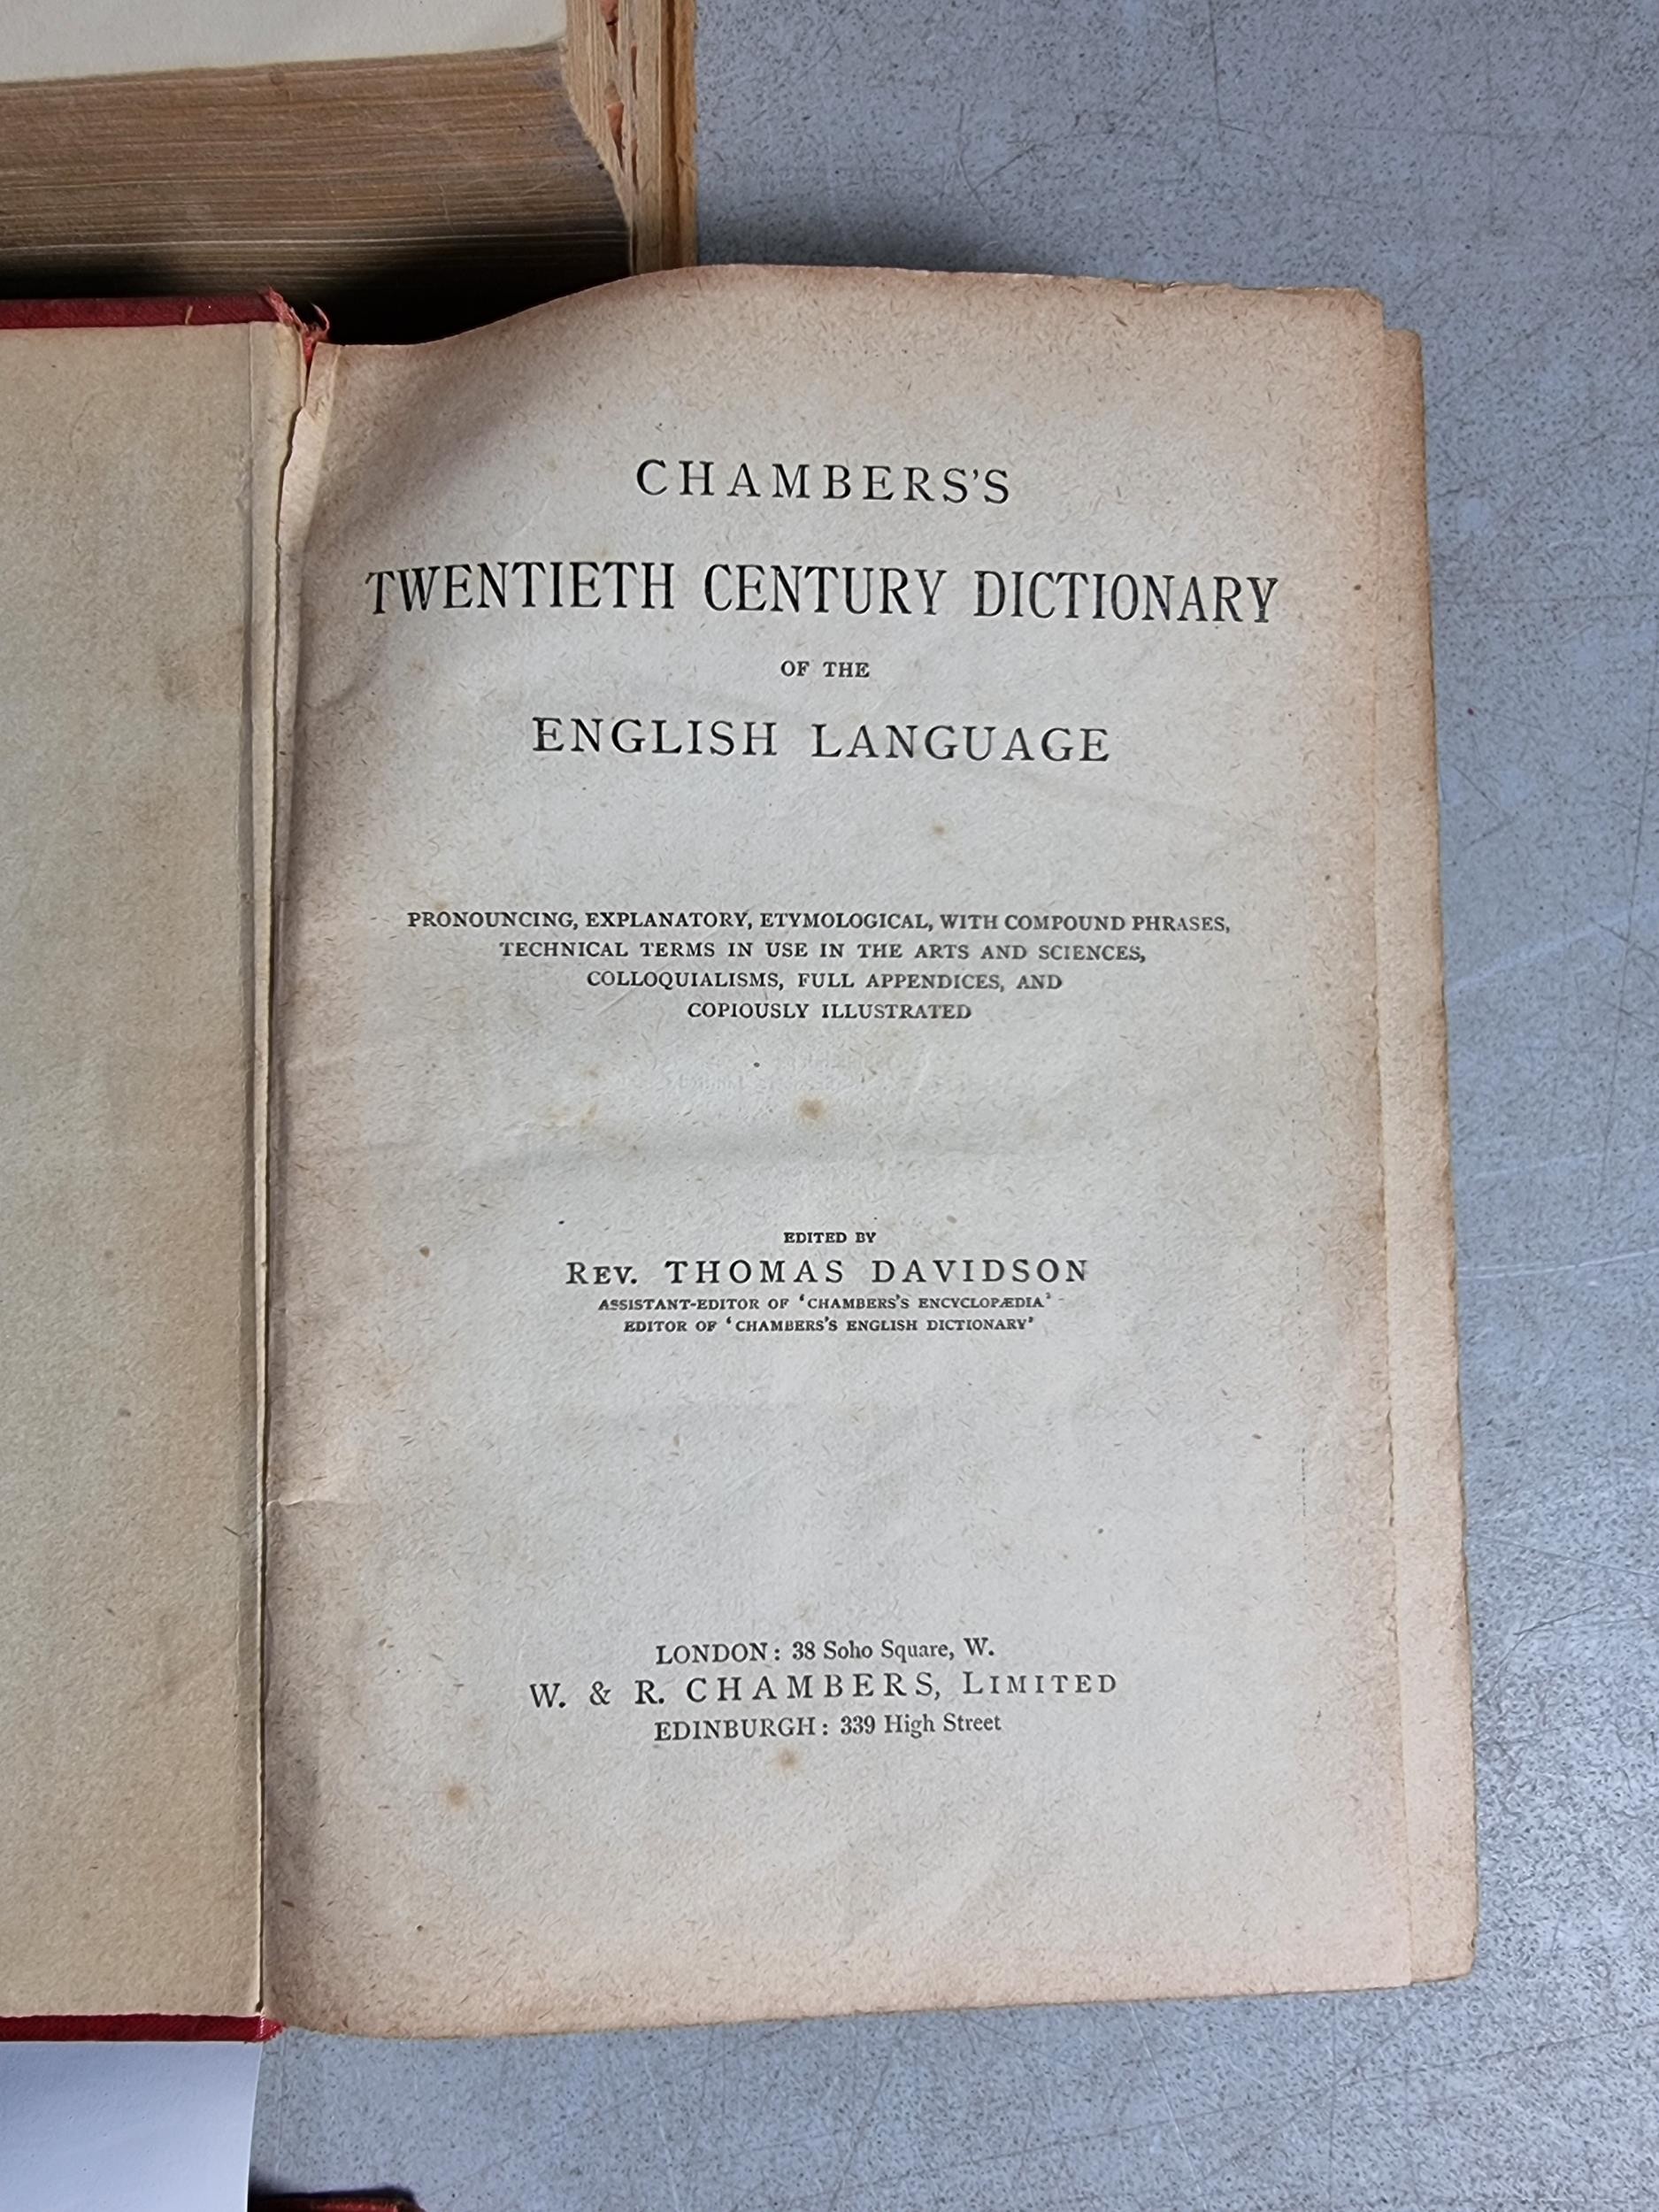 CHAMBERS'S
TWENTIETH CENTURY DICTIONARY
OF THE
ENGLISH LANGUAGE
PRONOUNCING, EXPLANATORY, ETYMOLOGICAL, WITH COMPOUND PHRASES,
TECHNICAL TERMS IN USE IN THE ARTS AND SCIENCES,
COLLOQUIALISMS, FULL APPENDICES, AND
COPIOUSLY ILLUSTRATED
EDITED BY
REV. THOMAS DAVIDSON
ASSISTANT-EDITOR OF 'CHAMBERS'S ENCYCLOPÆDIA'
EDITOR OF 'CHAMBERS'S ENGLISH DICTIONARY'
LONDON: 38 Soho Square, W.
W. & R. CHAMBERS, LIMITED
EDINBURGH: 339 High Street